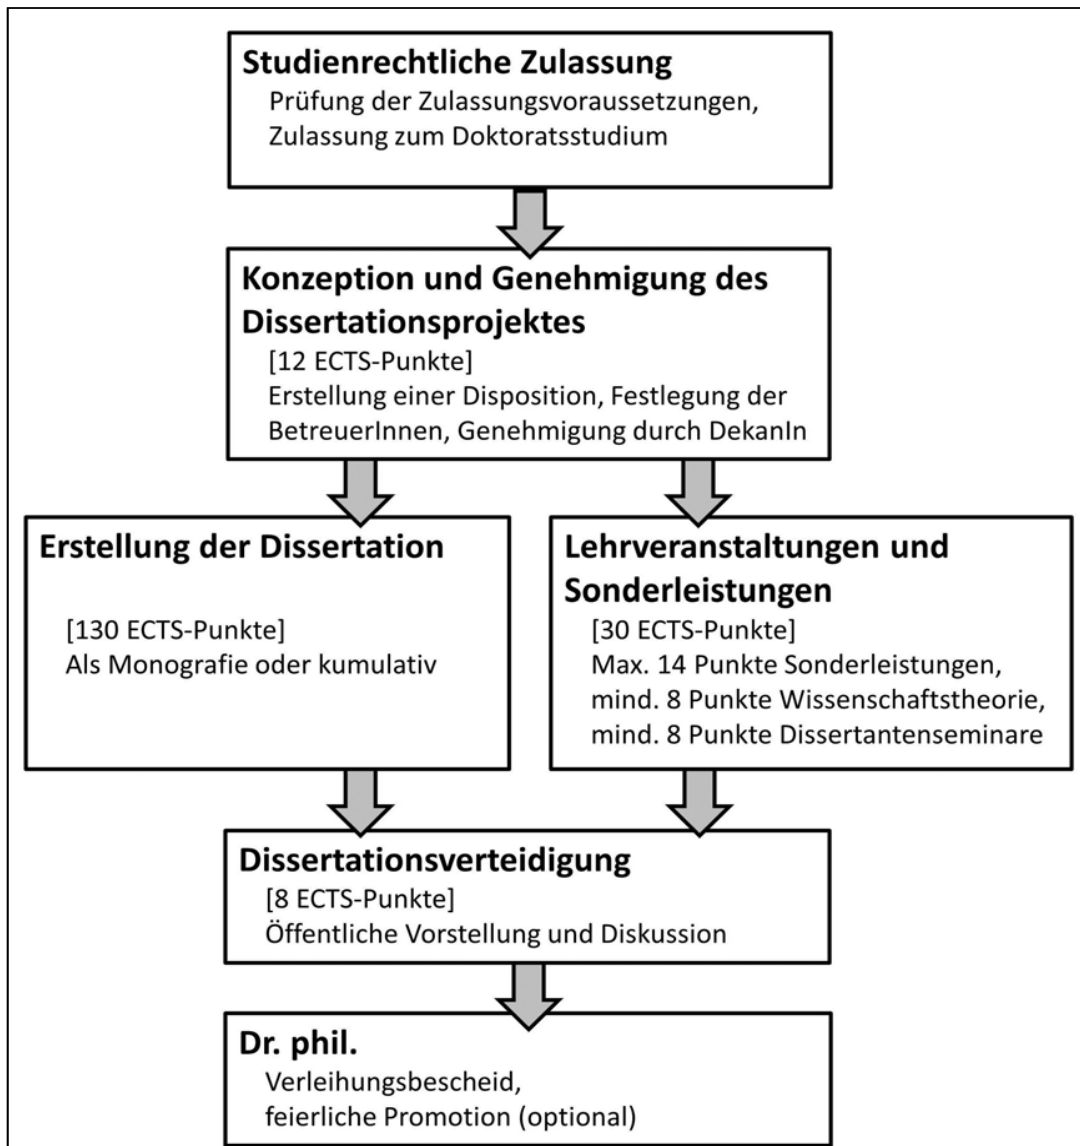 Studienrechtliche Zulassung
Prüfung der Zulassungsvoraussetzungen,
Zulassung zum Doktoratsstudium
Konzeption und Genehmigung des
Dissertationsprojektes
[12 ECTS-Punkte]
Erstellung einer Disposition, Festlegung der
BetreuerInnen, Genehmigung durch DekanIn
Erstellung der Dissertation
[130 ECTS-Punkte]
Als Monografie oder kumulativ
Lehrveranstaltungen und
Sonderleistungen
[30 ECTS-Punkte]
Max. 14 Punkte Sonderleistungen,
mind. 8 Punkte Wissenschaftstheorie,
mind. 8 Punkte Dissertantenseminare
Dissertationsverteidigung
[8 ECTS-Punkte]
Öffentliche Vorstellung und Diskussion
Dr. phil.
Verleihungsbescheid,
feierliche Promotion (optional)